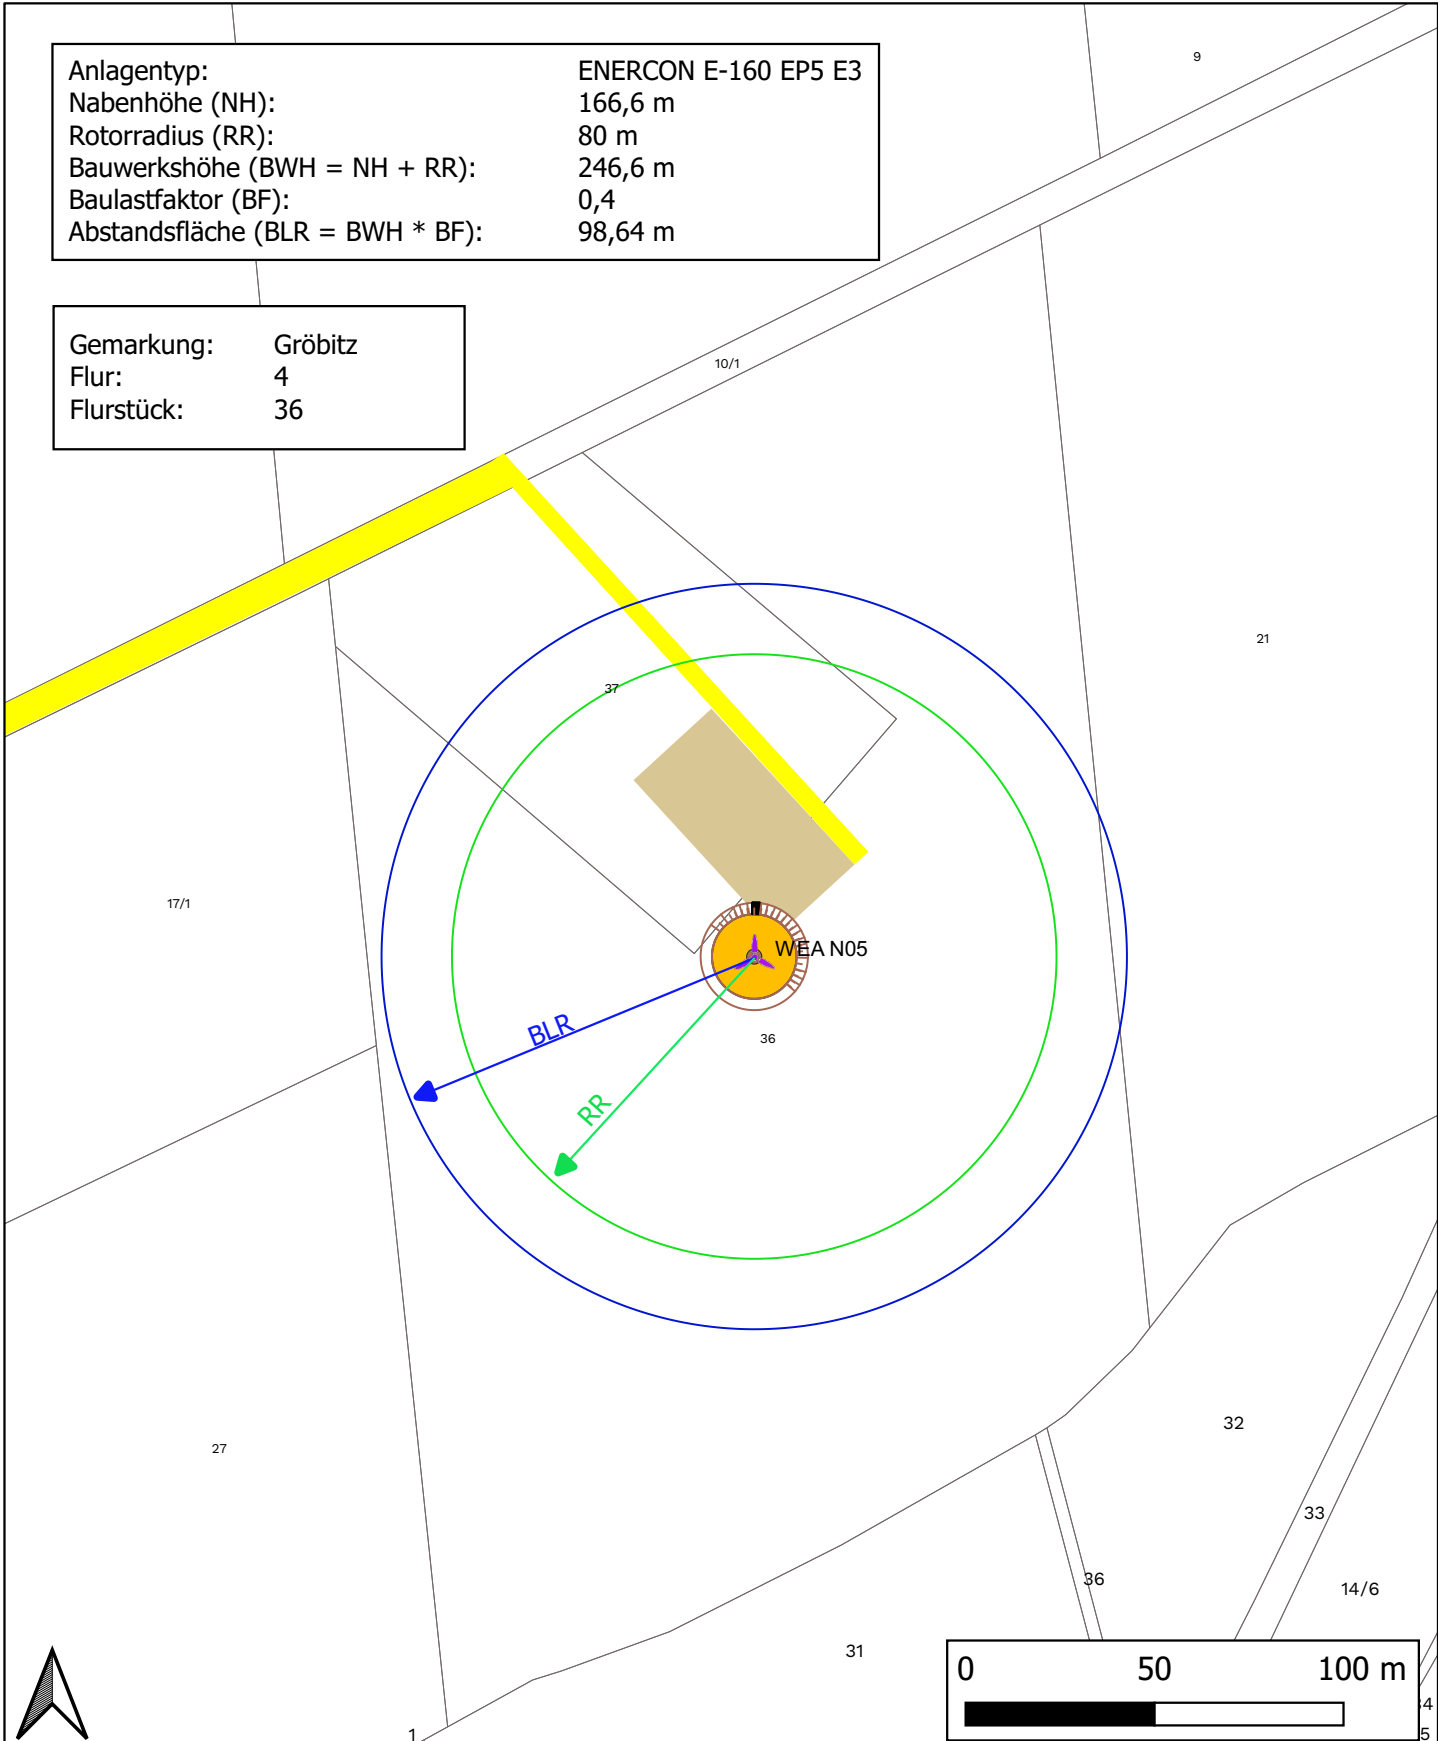 Anlagentyp: ENERCON E-160 EP5 E3
Nabenhöhe (NH): 166,6 m
Rotorradius (RR): 80 m
Bauwerkshöhe (BWH = NH + RR): 246,6 m
Baulastfaktor (BF): 0,4
Abstandsfläche (BLR = BWH * BF): 98,64 m
9
Gemarkung: Gröbitz
Flur: 4
Flurstück: 36
10/1
21
37
17/1
WEA N05
BLR
36
RR
27
32
33
36
14/6
31
1
0 50 100 m
4
5